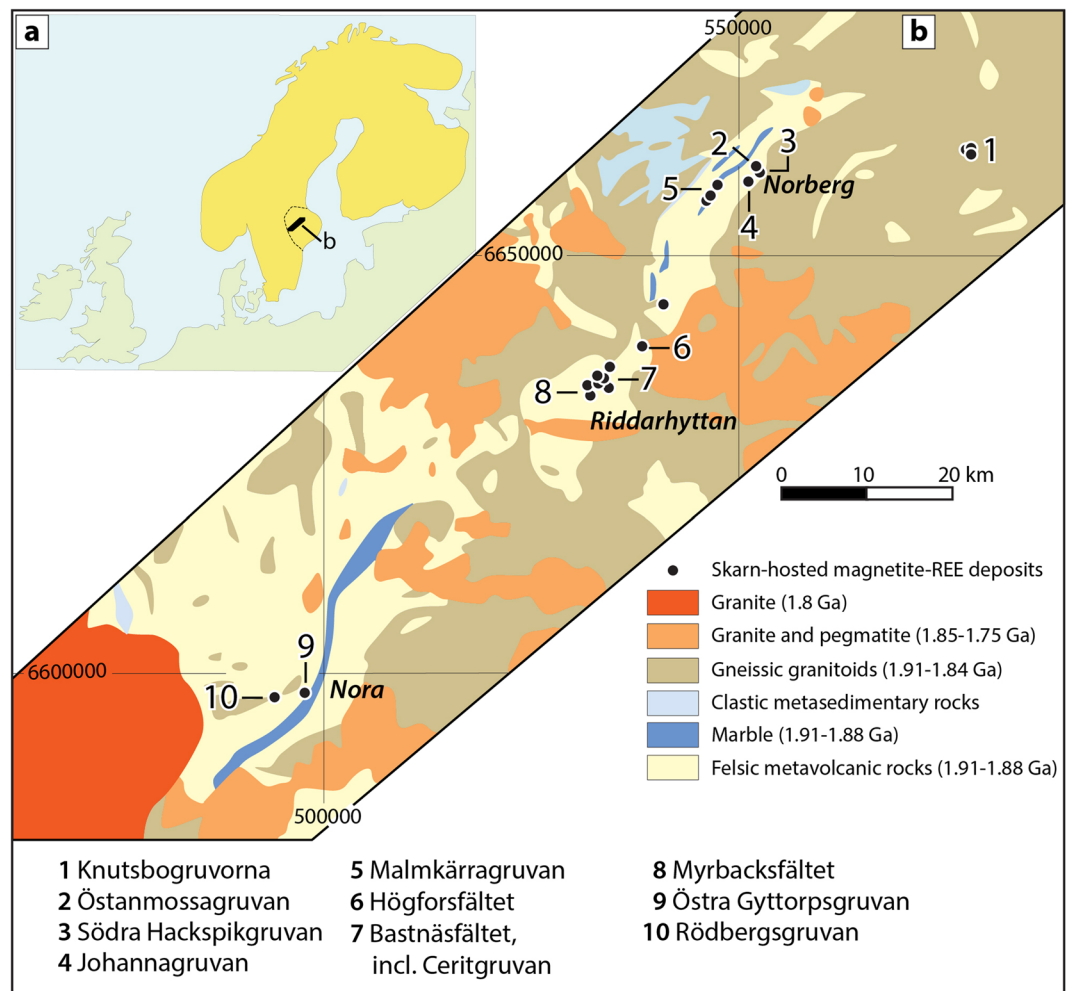 a
b
b
550000
1
2
3
Norberg
5
4
6650000
6
7
8
Riddarhyttan
0 10 20 km
Skarn-hosted magnetite-REE deposits
Granite (1.8 Ga)
Granite and pegmatite (1.85-1.75 Ga)
Gneissic granitoids (1.91-1.84 Ga)
Clastic metasedimentary rocks
Marble (1.91-1.88 Ga)
Felsic metavolcanic rocks (1.91-1.88 Ga)
9
6600000
10
Nora
500000
1 Knutsbogruvorna
2 Östanmossagruvan
3 Södra Hackspikgruvan
4 Johannagruvan
5 Malmkärragruvan
6 Högforsfältet
7 Bastnäsfältet,
incl. Ceritgruvan
8 Myrbacksfältet
9 Östra Gyttorpsgruvan
10 Rödbergsgruvan